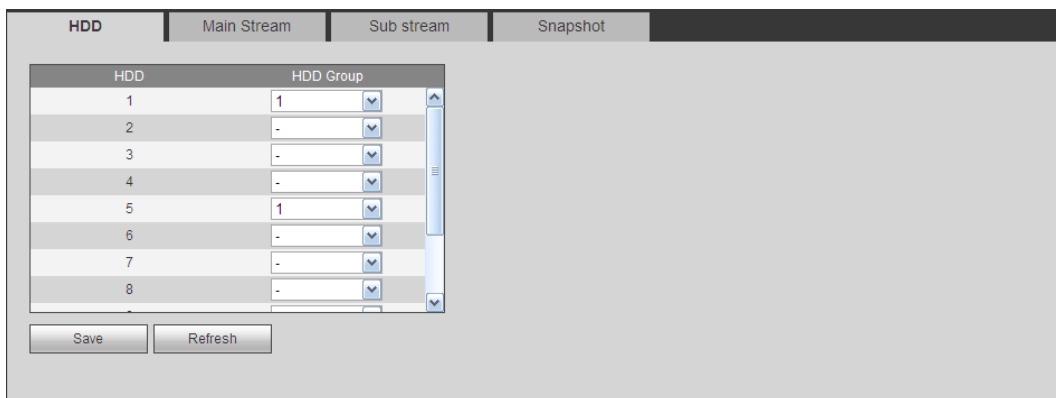 HDD Main Stream Sub stream Snapshot
HDD HDD Group
1 1
2 -
3 -
4 -
5 1
6 -
7 -
8 -
Save Refresh